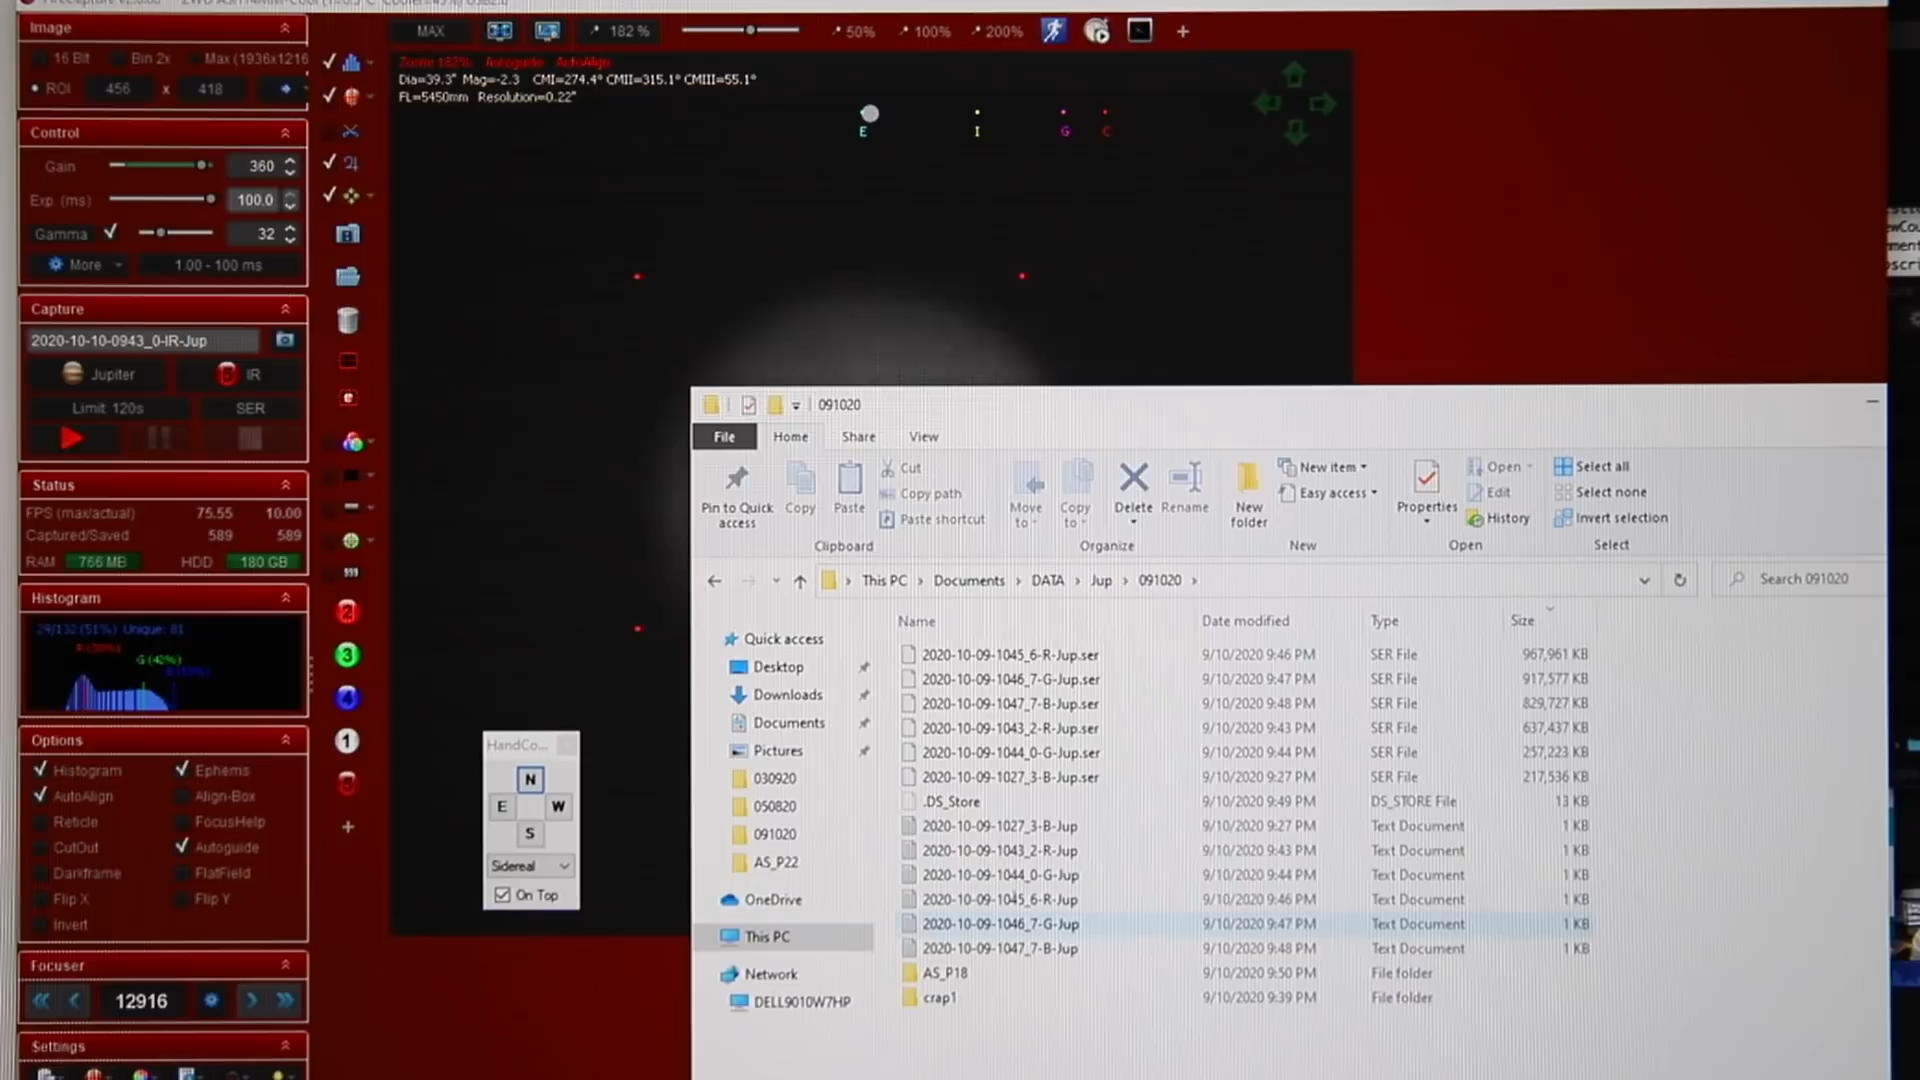 Image
16 Bit Bin 2x Max (1936x1216
ROI 456 x 418
Control
Gain 360
Exp. (ms) 100.0
Gamma 32
More 1.00 - 100 ms
Capture
2020-10-10-0943_0-IR-Jup
Jupiter IR
Limit: 120s SER
Status
FPS (max/actual) 75.55 10.00
Captured/Saved 589 589
RAM 766 MB HDD 180 GB
Histogram
29/132 (51%) Unique: 81
G (42%)
Options
Histogram Ephems
AutoAlign Align-Box
Reticle FocusHelp
CutOut Autoguide
Darkframe FlatField
Flip X Flip Y
Invert
Focuser
12916
Settings
MAX 182 % 50% 100% 200%
Zoom 182% Autoguide AutoAlign
Dia=39.3" Mag=-2.3 CMI=274.4° CMII=315.1° CMIII=55.1°
FL=5450mm Resolution=0.22"
E I G C
2
3
4
1
HandCo...
N
E W
S
Sidereal
On Top
091020
File Home Share View
Pin to Quick access
Copy
Paste
Cut
Copy path
Paste shortcut
Clipboard
Move to
Copy to
Delete
Rename
Organize
New folder
New item
Easy access
New
Properties
Open
Edit
History
Open
Select all
Select none
Invert selection
Select
This PC › Documents › DATA › Jup › 091020 ›
Search 091020
Quick access
Desktop
Downloads
Documents
Pictures
030920
050820
091020
AS_P22
OneDrive
This PC
Network
DELL9010W7HP
Name Date modified Type Size
2020-10-09-1045_6-R-Jup.ser 9/10/2020 9:46 PM SER File 967,961 KB
2020-10-09-1046_7-G-Jup.ser 9/10/2020 9:47 PM SER File 917,577 KB
2020-10-09-1047_7-B-Jup.ser 9/10/2020 9:48 PM SER File 829,727 KB
2020-10-09-1043_2-R-Jup.ser 9/10/2020 9:43 PM SER File 637,437 KB
2020-10-09-1044_0-G-Jup.ser 9/10/2020 9:44 PM SER File 257,223 KB
2020-10-09-1027_3-B-Jup.ser 9/10/2020 9:27 PM SER File 217,536 KB
.DS_Store 9/10/2020 9:49 PM DS_STORE File 13 KB
2020-10-09-1027_3-B-Jup 9/10/2020 9:27 PM Text Document 1 KB
2020-10-09-1043_2-R-Jup 9/10/2020 9:43 PM Text Document 1 KB
2020-10-09-1044_0-G-Jup 9/10/2020 9:44 PM Text Document 1 KB
2020-10-09-1045_6-R-Jup 9/10/2020 9:46 PM Text Document 1 KB
2020-10-09-1046_7-G-Jup 9/10/2020 9:47 PM Text Document 1 KB
2020-10-09-1047_7-B-Jup 9/10/2020 9:48 PM Text Document 1 KB
AS_P18 9/10/2020 9:50 PM File folder
crap1 9/10/2020 9:39 PM File folder